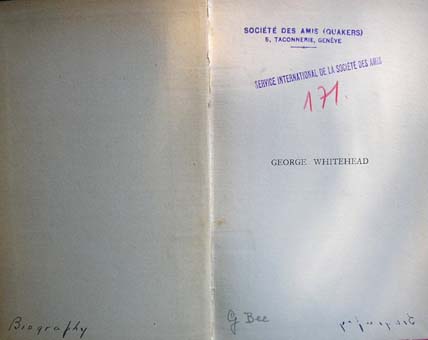 SOCIÉTÉ DES AMIS (QUAKERS)
5, TACONNERIE, GENÈVE
SERVICE INTERNATIONAL DE LA SOCIÉTÉ DES AMIS
171.
GEORGE WHITEHEAD
Biography
G Bee